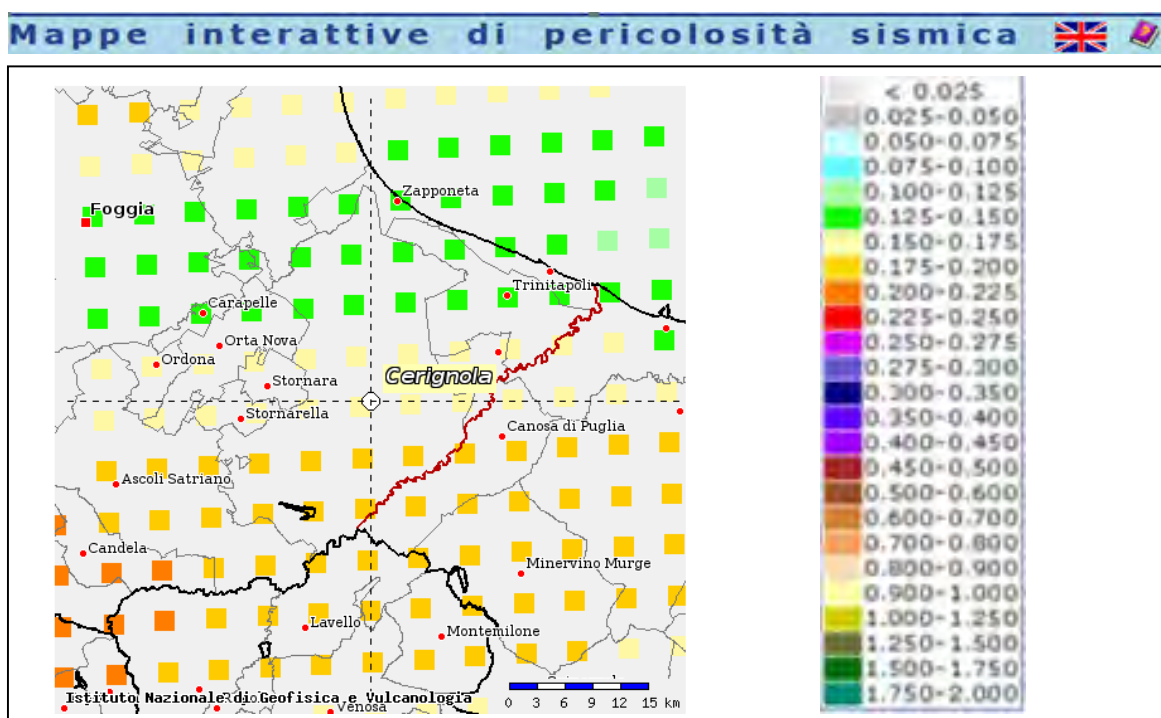 Mappe interattive di pericolosità sismica
Zapponeta
Foggia
Trinitapoli
Carapelle
Orta Nova
Ordona
Cerignola
Stornara
Stornarella
Canosa di Puglia
Ascoli Satriano
Candela
Minervino Murge
Lavello
Montemilone
Istituto Nazionale di Geofisica e Vulcanologia
Venosa
0 3 6 9 12 15 km
< 0.025
0.025-0.050
0.050-0.075
0.075-0.100
0.100-0.125
0.125-0.150
0.150-0.175
0.175-0.200
0.200-0.225
0.225-0.250
0.250-0.275
0.275-0.300
0.300-0.350
0.350-0.400
0.400-0.450
0.450-0.500
0.500-0.600
0.600-0.700
0.700-0.800
0.800-0.900
0.900-1.000
1.000-1.250
1.250-1.500
1.500-1.750
1.750-2.000